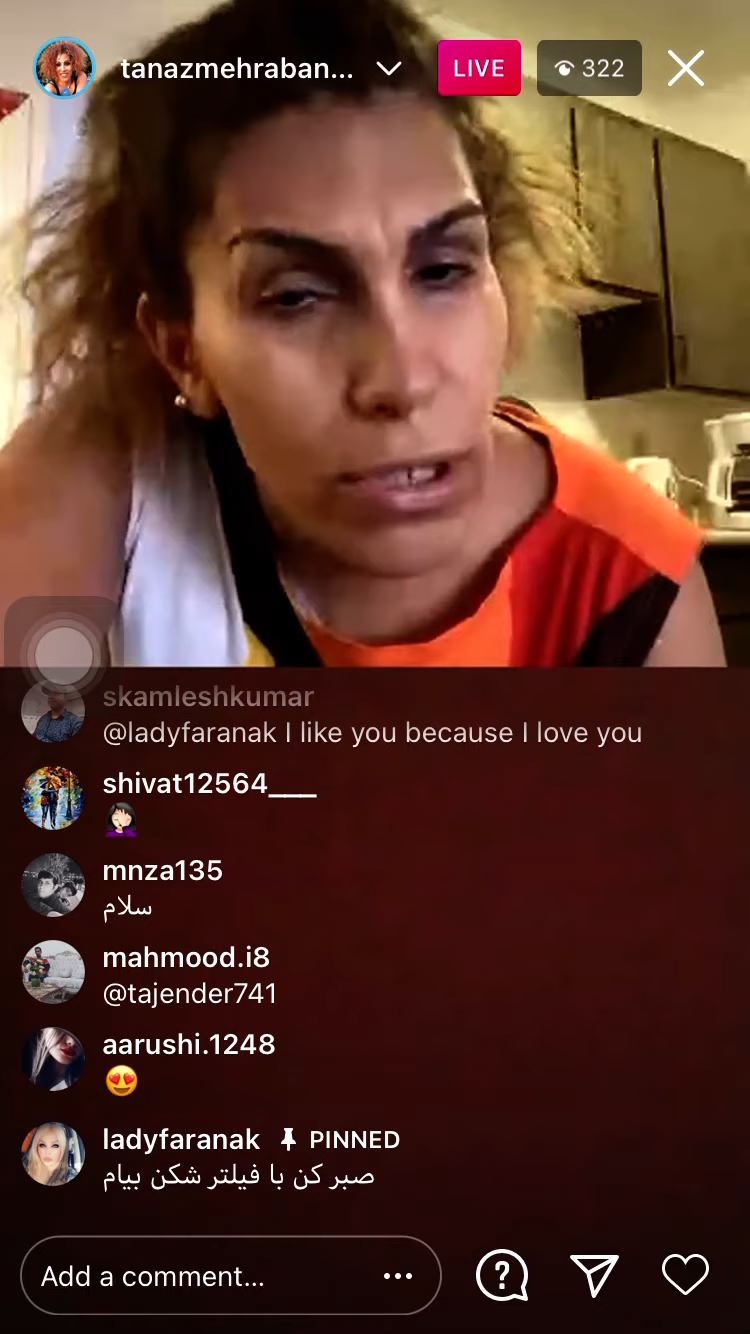 tanazmehraban...
LIVE
322
skamleshkumar
@ladyfaranak I like you because I love you
shivat12564___
mnza135
سلام
mahmood.i8
@tajender741
aarushi.1248
ladyfaranak PINNED
صبر کن با فیلتر شکن بیام
Add a comment...